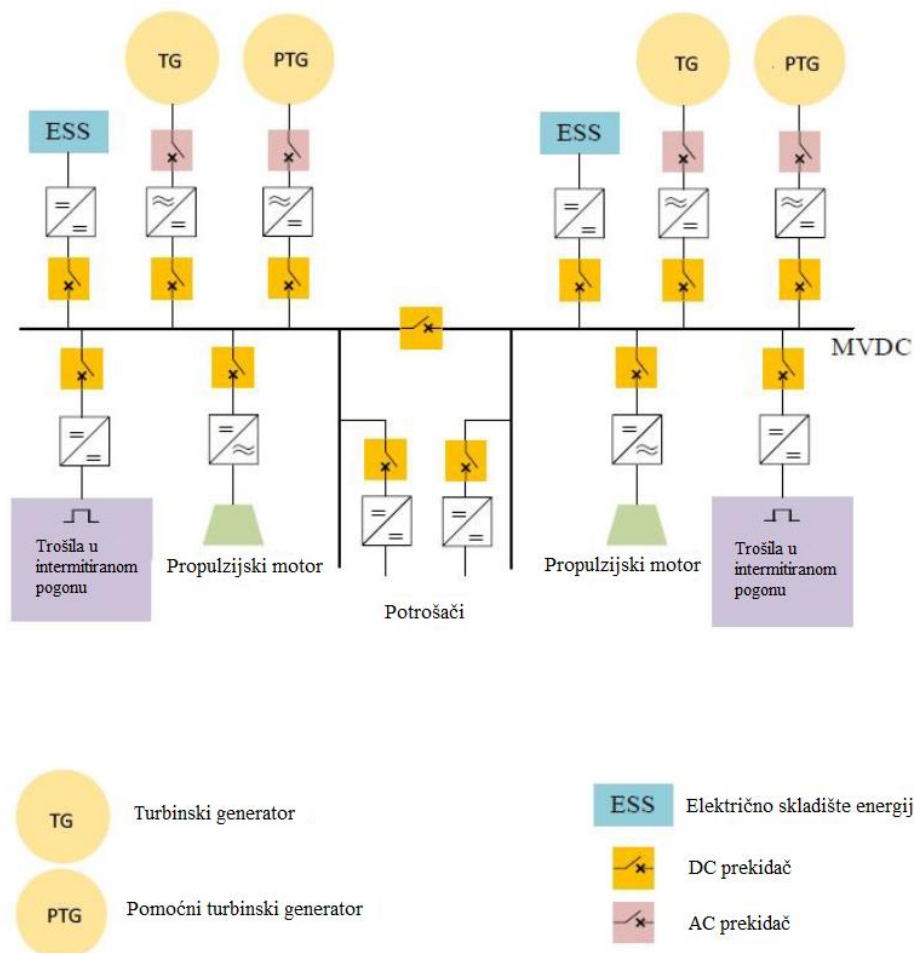 TG
PTG
TG
PTG
ESS
ESS
MVDC
Trošila u
intermitiranom
pogonu
Propulzijski motor
Potrošači
Propulzijski motor
Trošila u
intermitiranom
pogonu
TG
Turbinski generator
PTG
Pomoćni turbinski generator
ESS
Električno skladište energij
DC prekidač
AC prekidač